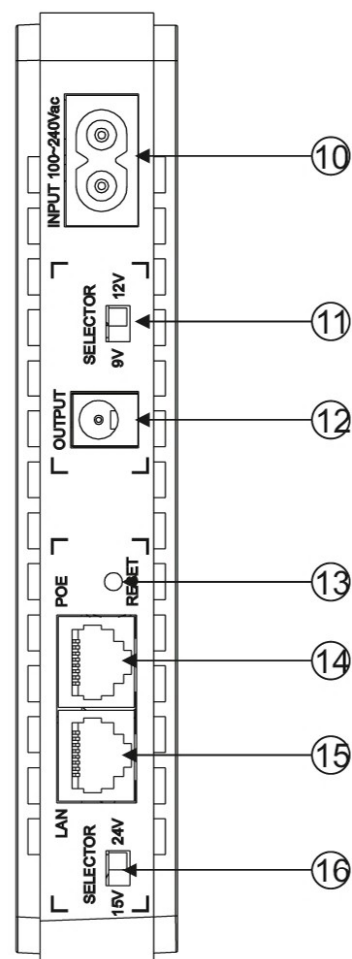 INPUT 100~240Vac
10
SELECTOR
9V 12V
11
OUTPUT
12
POE
RESET
13
14
LAN
15
SELECTOR
15V 24V
16